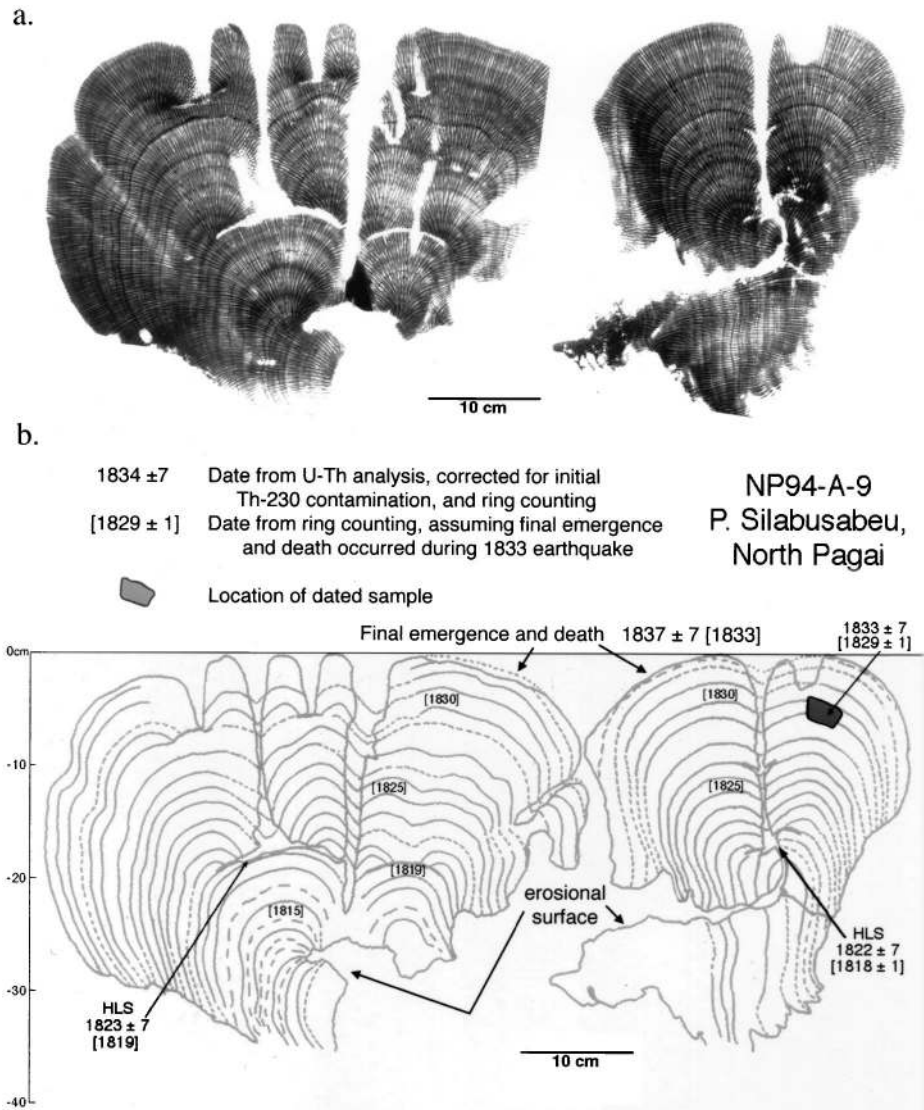 a.
10 cm
b.
1834 ±7 Date from U-Th analysis, corrected for initial
Th-230 contamination, and ring counting
[1829 ± 1] Date from ring counting, assuming final emergence
and death occurred during 1833 earthquake
Location of dated sample
NP94-A-9
P. Silabusabeu,
North Pagai
Final emergence and death 1837 ± 7 [1833]
1833 ± 7
[1829 ± 1]
0cm
[1830]
[1830]
-10
[1825]
[1825]
[1819]
-20
[1815]
erosional
surface
HLS
1822 ± 7
[1818 ± 1]
-30
HLS
1823 ± 7
[1819]
10 cm
-40